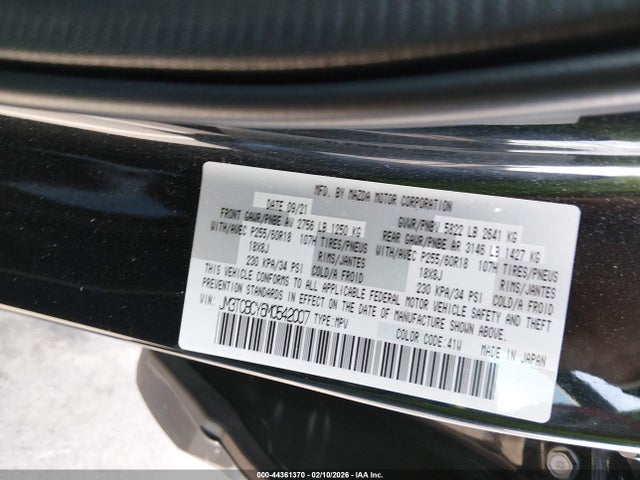 MFD. BY MAZDA MOTOR CORPORATION
DATE 09/21 GVWR/PNBV 5822 LB 2641 KG
FRONT GAWR/PNBE AV 2756 LB 1250 KG REAR GAWR/PNBE AR 3146 LB 1427 KG
WITH/AVEC P255/60R18 107H TIRES/PNEUS WITH/AVEC P255/60R18 107H TIRES/PNEUS
18X8J RIMS/JANTES 18X8J RIMS/JANTES
230 KPA/34 PSI COLD/A FROID 230 KPA/34 PSI COLD/A FROID
THIS VEHICLE CONFORMS TO ALL APPLICABLE FEDERAL MOTOR VEHICLE SAFETY AND THEFT
PREVENTION STANDARDS IN EFFECT ON THE DATE OF MANUFACTURE SHOWN ABOVE.
VIN: TYPE:MPV COLOR CODE:41W MADE IN JAPAN
000-44361370 - 02/10/2026 - IAA Inc.